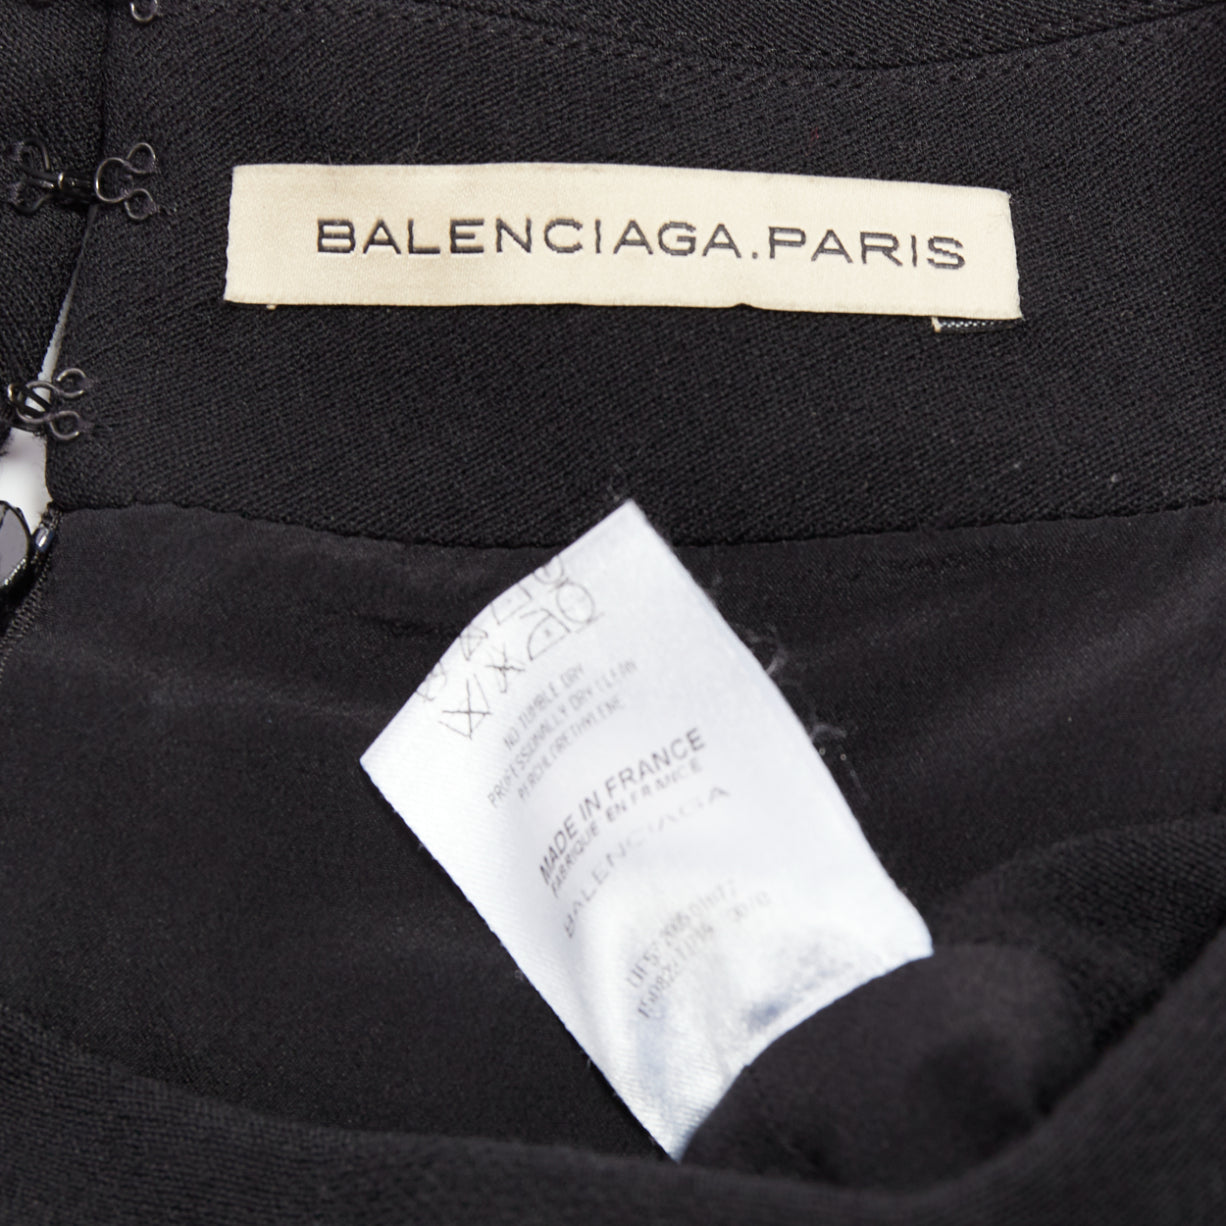 BALENCIAGA.PARIS
NO TUMBLE DRY
PROFESSIONALLY DRY CLEAN
PERCHLORETHYLENE
MADE IN FRANCE
FABRIQUE EN FRANCE
BALENCIAGA